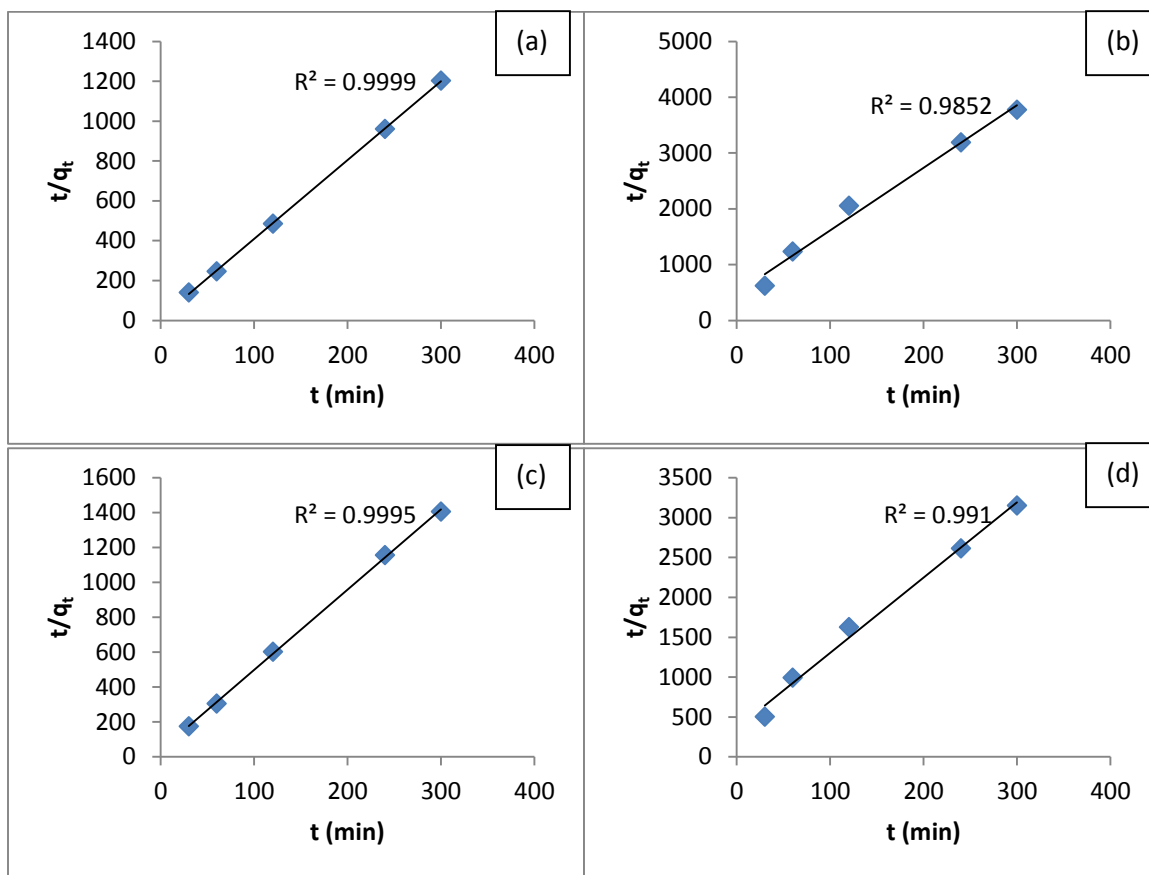 (a)
R² = 0.9999
t/qt
1400
1200
1000
800
600
400
200
0
0 100 200 300 400
t (min)
(b)
R² = 0.9852
t/qt
5000
4000
3000
2000
1000
0
0 100 200 300 400
t (min)
(c)
R² = 0.9995
t/qt
1600
1400
1200
1000
800
600
400
200
0
0 100 200 300 400
t (min)
(d)
R² = 0.991
t/qt
3500
3000
2500
2000
1500
1000
500
0
0 100 200 300 400
t (min)